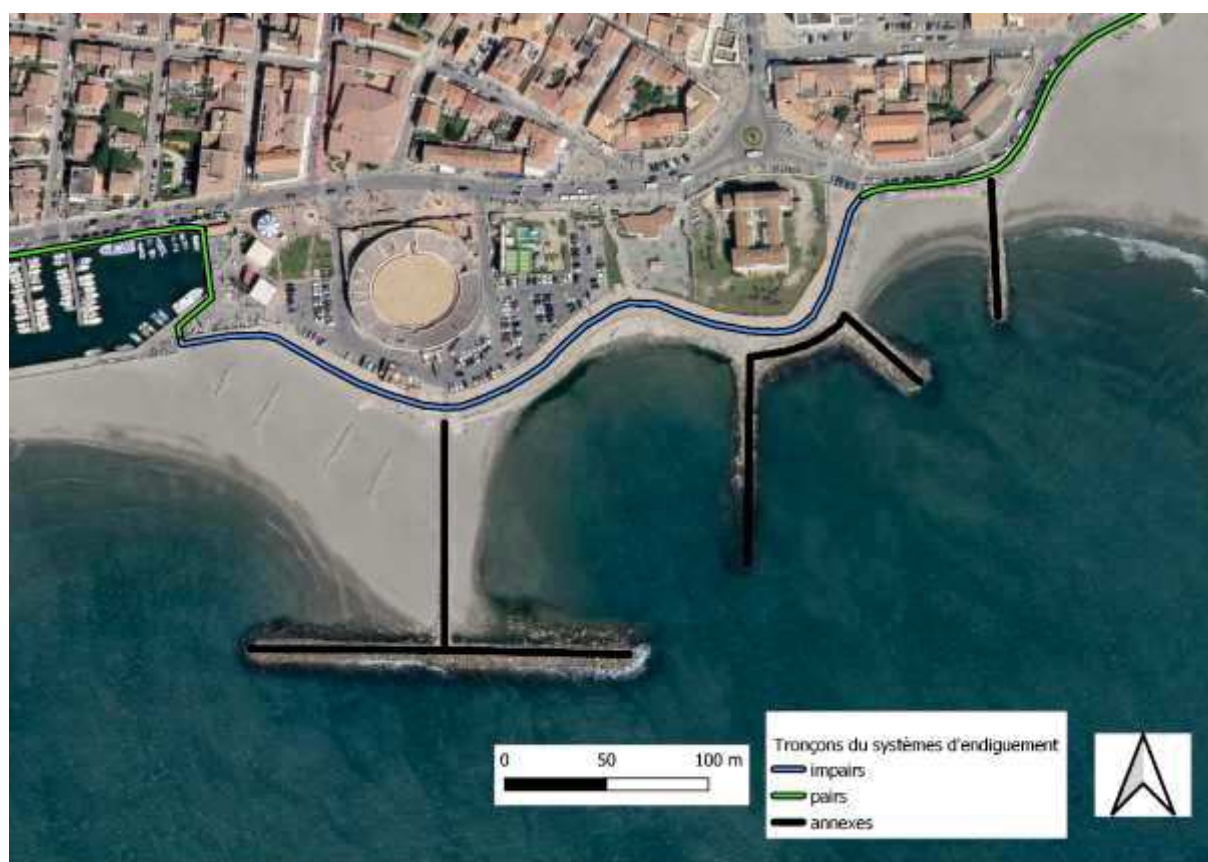 0 50 100 m
Tronçons du systèmes d'endiguement
impairs
pairs
annexes